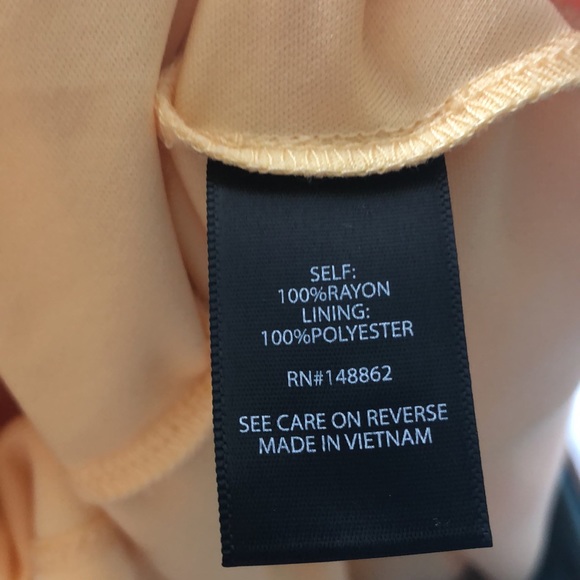 SELF:
100%RAYON
LINING:
100%POLYESTER
RN#148862
SEE CARE ON REVERSE
MADE IN VIETNAM